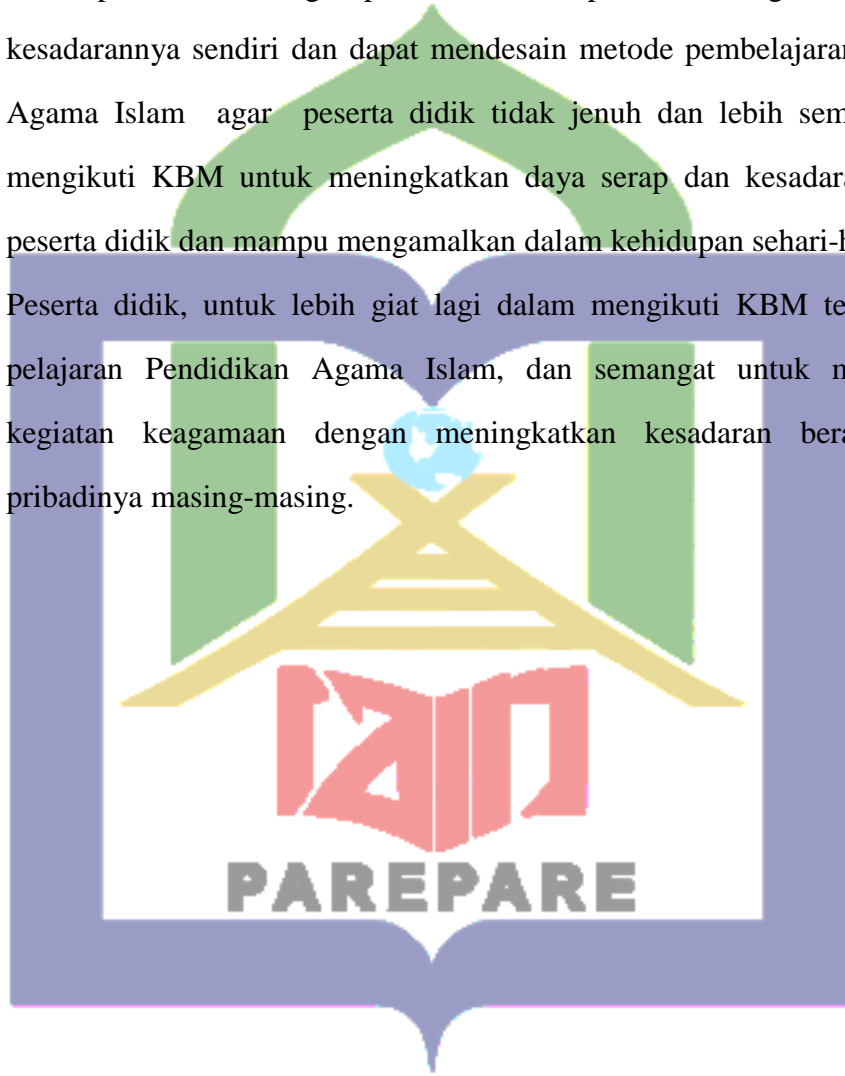 kesadarannya sendiri dan dapat mendesain metode pembelajaran
Agama Islam agar peserta didik tidak jenuh dan lebih
mengikuti KBM untuk meningkatkan daya serap dan
peserta didik dan mampu mengamalkan dalam kehidupan
Peserta didik, untuk lebih giat lagi dalam mengikuti KBM
pelajaran Pendidikan Agama Islam, dan semangat untuk
kegiatan keagamaan dengan meningkatkan kesadaran
pribadinya masing-masing.
iain
PAREPARE